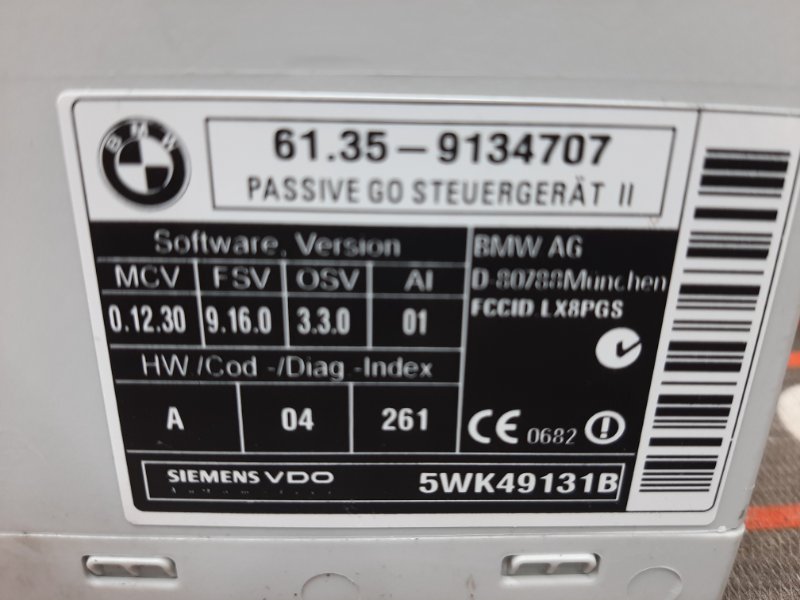 BMW
61.35-9134707
PASSIVE GO STEUERGERÄT II
Software. Version
MCV FSV OSV AI
0.12.30 9.16.0 3.3.0 01
HW/Cod-/Diag-Index
A 04 261
BMW AG
D-80788München
FCCID LX8PGS
CE 0682
SIEMENS VDO
5WK49131B